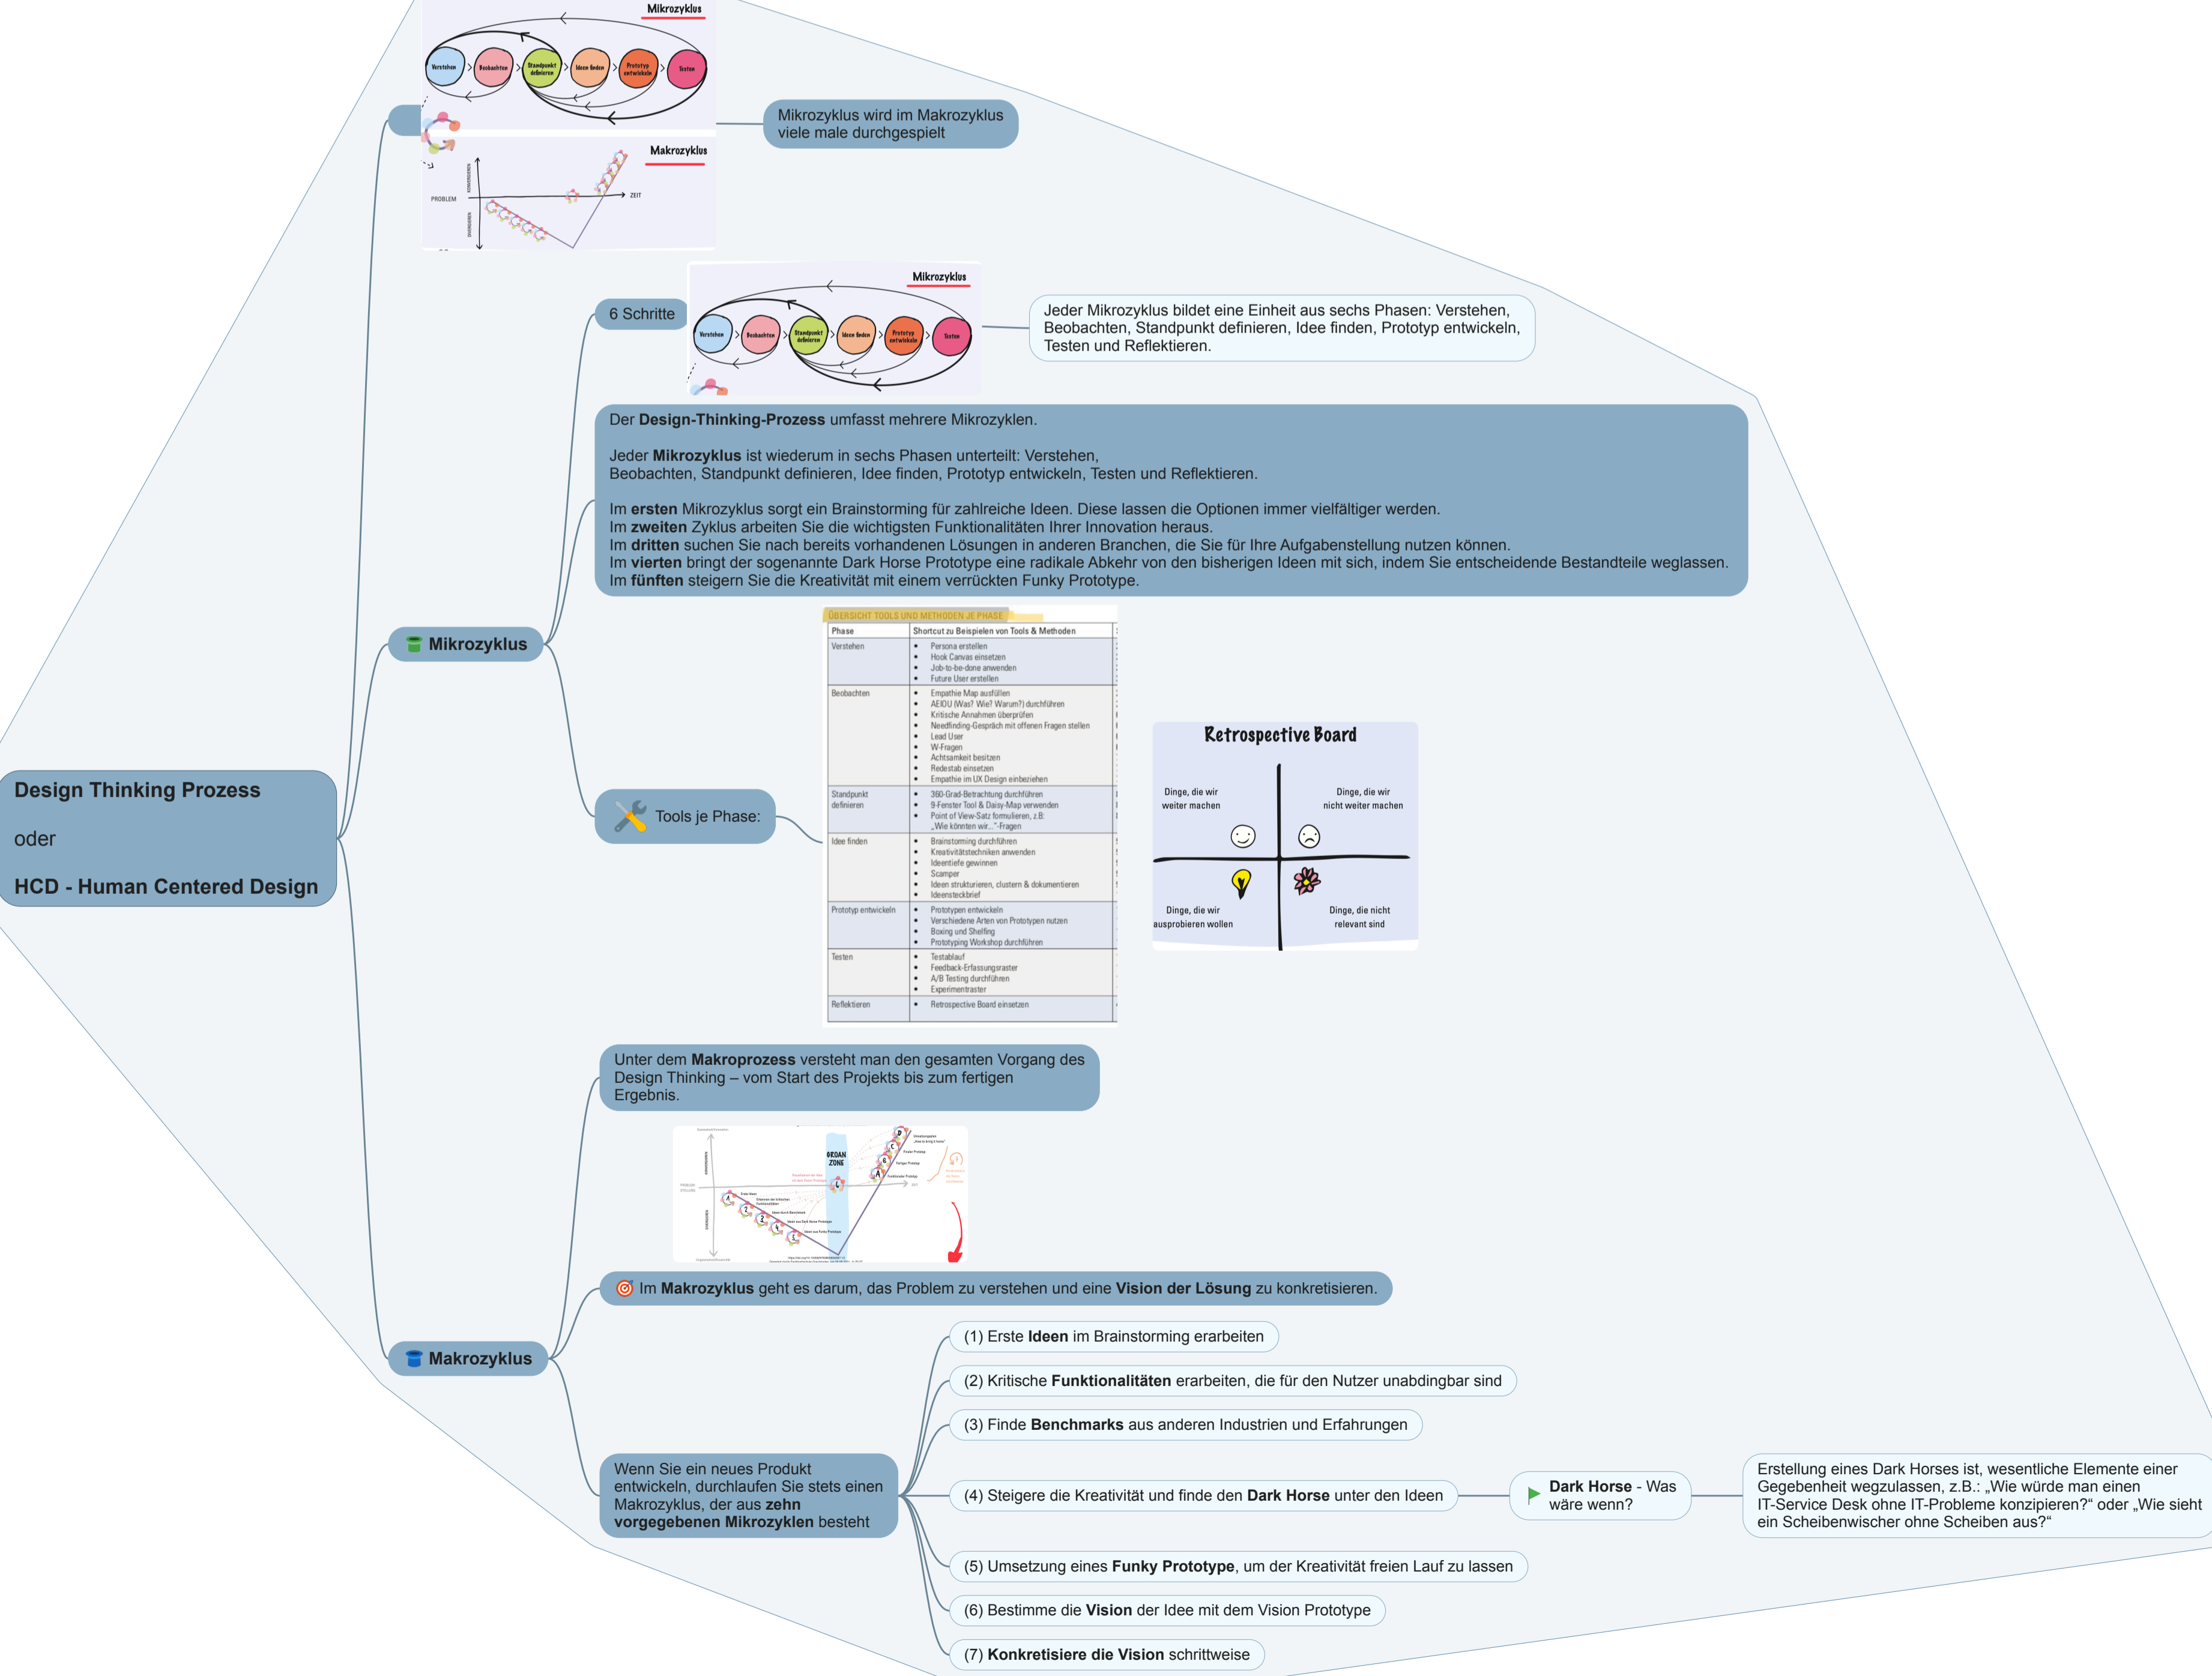 Design Thinking Prozess
oder
HCD - Human Centered Design
Mikrozyklus
Verstehen
Beobachten
Standpunkt
definieren
Ideen finden
Prototyp
entwickeln
Testen
Makrozyklus
KONVERGIEREN
PROBLEM
ZEIT
DIVERGIEREN
Mikrozyklus wird im Makrozyklus
viele male durchgespielt
Mikrozyklus
6 Schritte
Mikrozyklus
Verstehen
Beobachten
Standpunkt
definieren
Ideen finden
Prototyp
entwickeln
Testen
Jeder Mikrozyklus bildet eine Einheit aus sechs Phasen: Verstehen,
Beobachten, Standpunkt definieren, Idee finden, Prototyp entwickeln,
Testen und Reflektieren.
Der Design-Thinking-Prozess umfasst mehrere Mikrozyklen.
Jeder Mikrozyklus ist wiederum in sechs Phasen unterteilt: Verstehen,
Beobachten, Standpunkt definieren, Idee finden, Prototyp entwickeln, Testen und Reflektieren.
Im ersten Mikrozyklus sorgt ein Brainstorming für zahlreiche Ideen. Diese lassen die Optionen immer vielfältiger werden.
Im zweiten Zyklus arbeiten Sie die wichtigsten Funktionalitäten Ihrer Innovation heraus.
Im dritten suchen Sie nach bereits vorhandenen Lösungen in anderen Branchen, die Sie für Ihre Aufgabenstellung nutzen können.
Im vierten bringt der sogenannte Dark Horse Prototype eine radikale Abkehr von den bisherigen Ideen mit sich, indem Sie entscheidende Bestandteile weglassen.
Im fünften steigern Sie die Kreativität mit einem verrückten Funky Prototype.
Tools je Phase:
ÜBERSICHT TOOLS UND METHODEN JE PHASE
Phase Shortcut zu Beispielen von Tools & Methoden
Verstehen
• Persona erstellen
• Hook Canvas einsetzen
• Job-to-be-done anwenden
• Future User erstellen
Beobachten
• Empathie Map ausfüllen
• AEIOU (Was? Wie? Warum?) durchführen
• Kritische Annahmen überprüfen
• Needfinding-Gespräch mit offenen Fragen stellen
• Lead User
• W-Fragen
• Achtsamkeit besitzen
• Redestab einsetzen
• Empathie im UX Design einbeziehen
Standpunkt
definieren
• 360-Grad-Betrachtung durchführen
• 9-Fenster Tool & Daisy-Map verwenden
• Point of View-Satz formulieren, z.B:
„Wie könnten wir...“-Fragen
Idee finden
• Brainstorming durchführen
• Kreativitätstechniken anwenden
• Ideentiefe gewinnen
• Scamper
• Ideen strukturieren, clustern & dokumentieren
• Ideensteckbrief
Prototyp entwickeln
• Prototypen entwickeln
• Verschiedene Arten von Prototypen nutzen
• Boxing und Shelfing
• Prototyping Workshop durchführen
Testen
• Testablauf
• Feedback-Erfassungsraster
• A/B Testing durchführen
• Experimentraster
Reflektieren
• Retrospective Board einsetzen
Retrospective Board
Dinge, die wir
weiter machen
Dinge, die wir
nicht weiter machen
Dinge, die wir
ausprobieren wollen
Dinge, die nicht
relevant sind
Makrozyklus
Unter dem Makroprozess versteht man den gesamten Vorgang des
Design Thinking – vom Start des Projekts bis zum fertigen
Ergebnis.
KONVERGIEREN
PROBLEM-
STELLUNG
DIVERGIEREN
GROAN
ZONE
ZEIT
1
Erste Ideen
2
3
4
5
6
A
Funktionaler Prototyp
B
Fertiger Prototyp
C
Finaler Prototyp
D
Im Makrozyklus geht es darum, das Problem zu verstehen und eine Vision der Lösung zu konkretisieren.
Wenn Sie ein neues Produkt
entwickeln, durchlaufen Sie stets einen
Makrozyklus, der aus zehn
vorgegebenen Mikrozyklen besteht
(1) Erste Ideen im Brainstorming erarbeiten
(2) Kritische Funktionalitäten erarbeiten, die für den Nutzer unabdingbar sind
(3) Finde Benchmarks aus anderen Industrien und Erfahrungen
(4) Steigere die Kreativität und finde den Dark Horse unter den Ideen
Dark Horse - Was
wäre wenn?
Erstellung eines Dark Horses ist, wesentliche Elemente einer
Gegebenheit wegzulassen, z.B.: „Wie würde man einen
IT-Service Desk ohne IT-Probleme konzipieren?“ oder „Wie sieht
ein Scheibenwischer ohne Scheiben aus?“
(5) Umsetzung eines Funky Prototype, um der Kreativität freien Lauf zu lassen
(6) Bestimme die Vision der Idee mit dem Vision Prototype
(7) Konkretisiere die Vision schrittweise